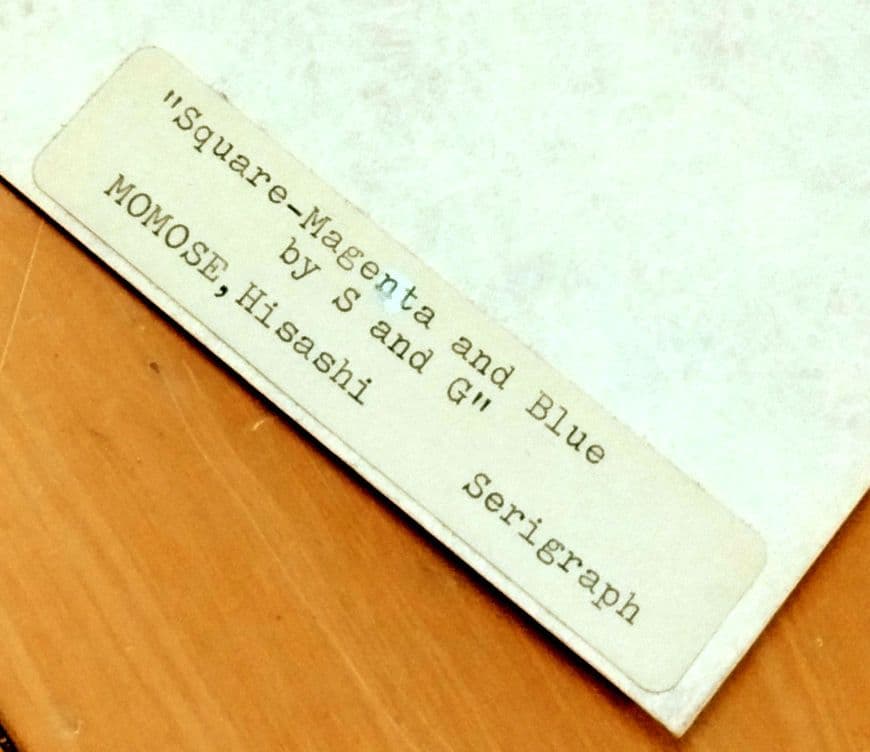 "Square-Magenta and Blue
by S and G"
MOMOSE, Hisashi
Serigraph